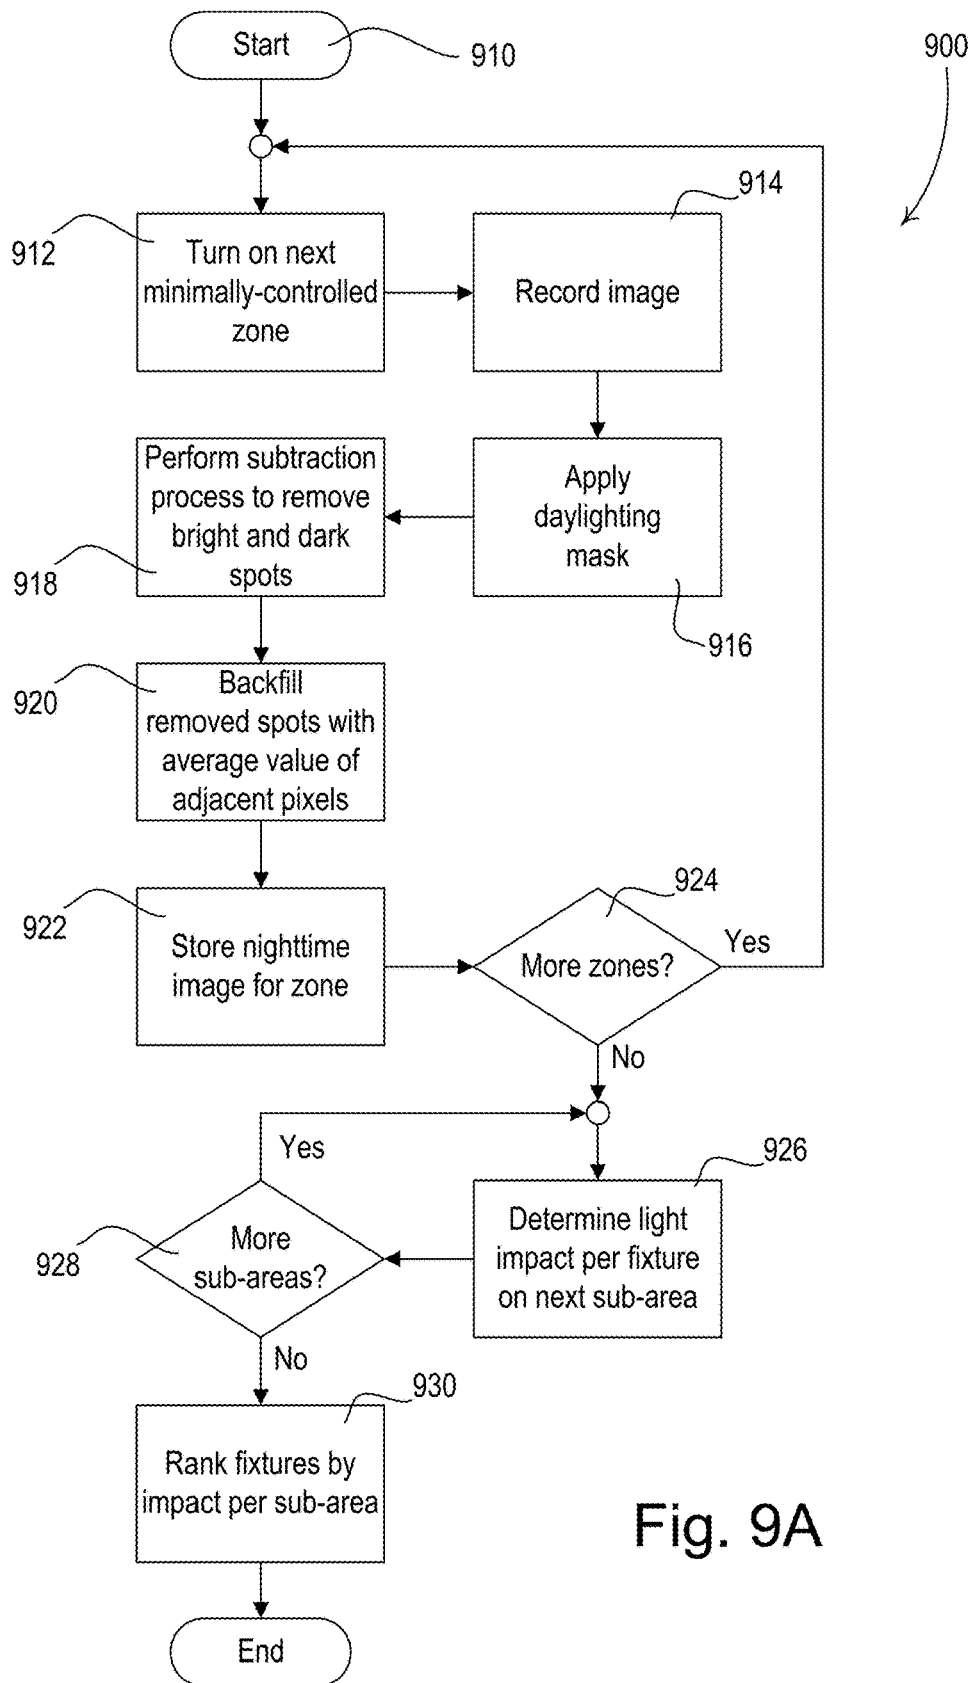 Start
910
900
912
Turn on next
minimally-controlled
zone
914
Record image
Perform subtraction
process to remove
bright and dark
spots
918
Apply
daylighting
mask
916
920
Backfill
removed spots with
average value of
adjacent pixels
922
Store nighttime
image for zone
924
More zones?
Yes
No
Yes
926
Determine light
impact per fixture
on next sub-area
928
More
sub-areas?
No
930
Rank fixtures by
impact per sub-area
Fig. 9A
End